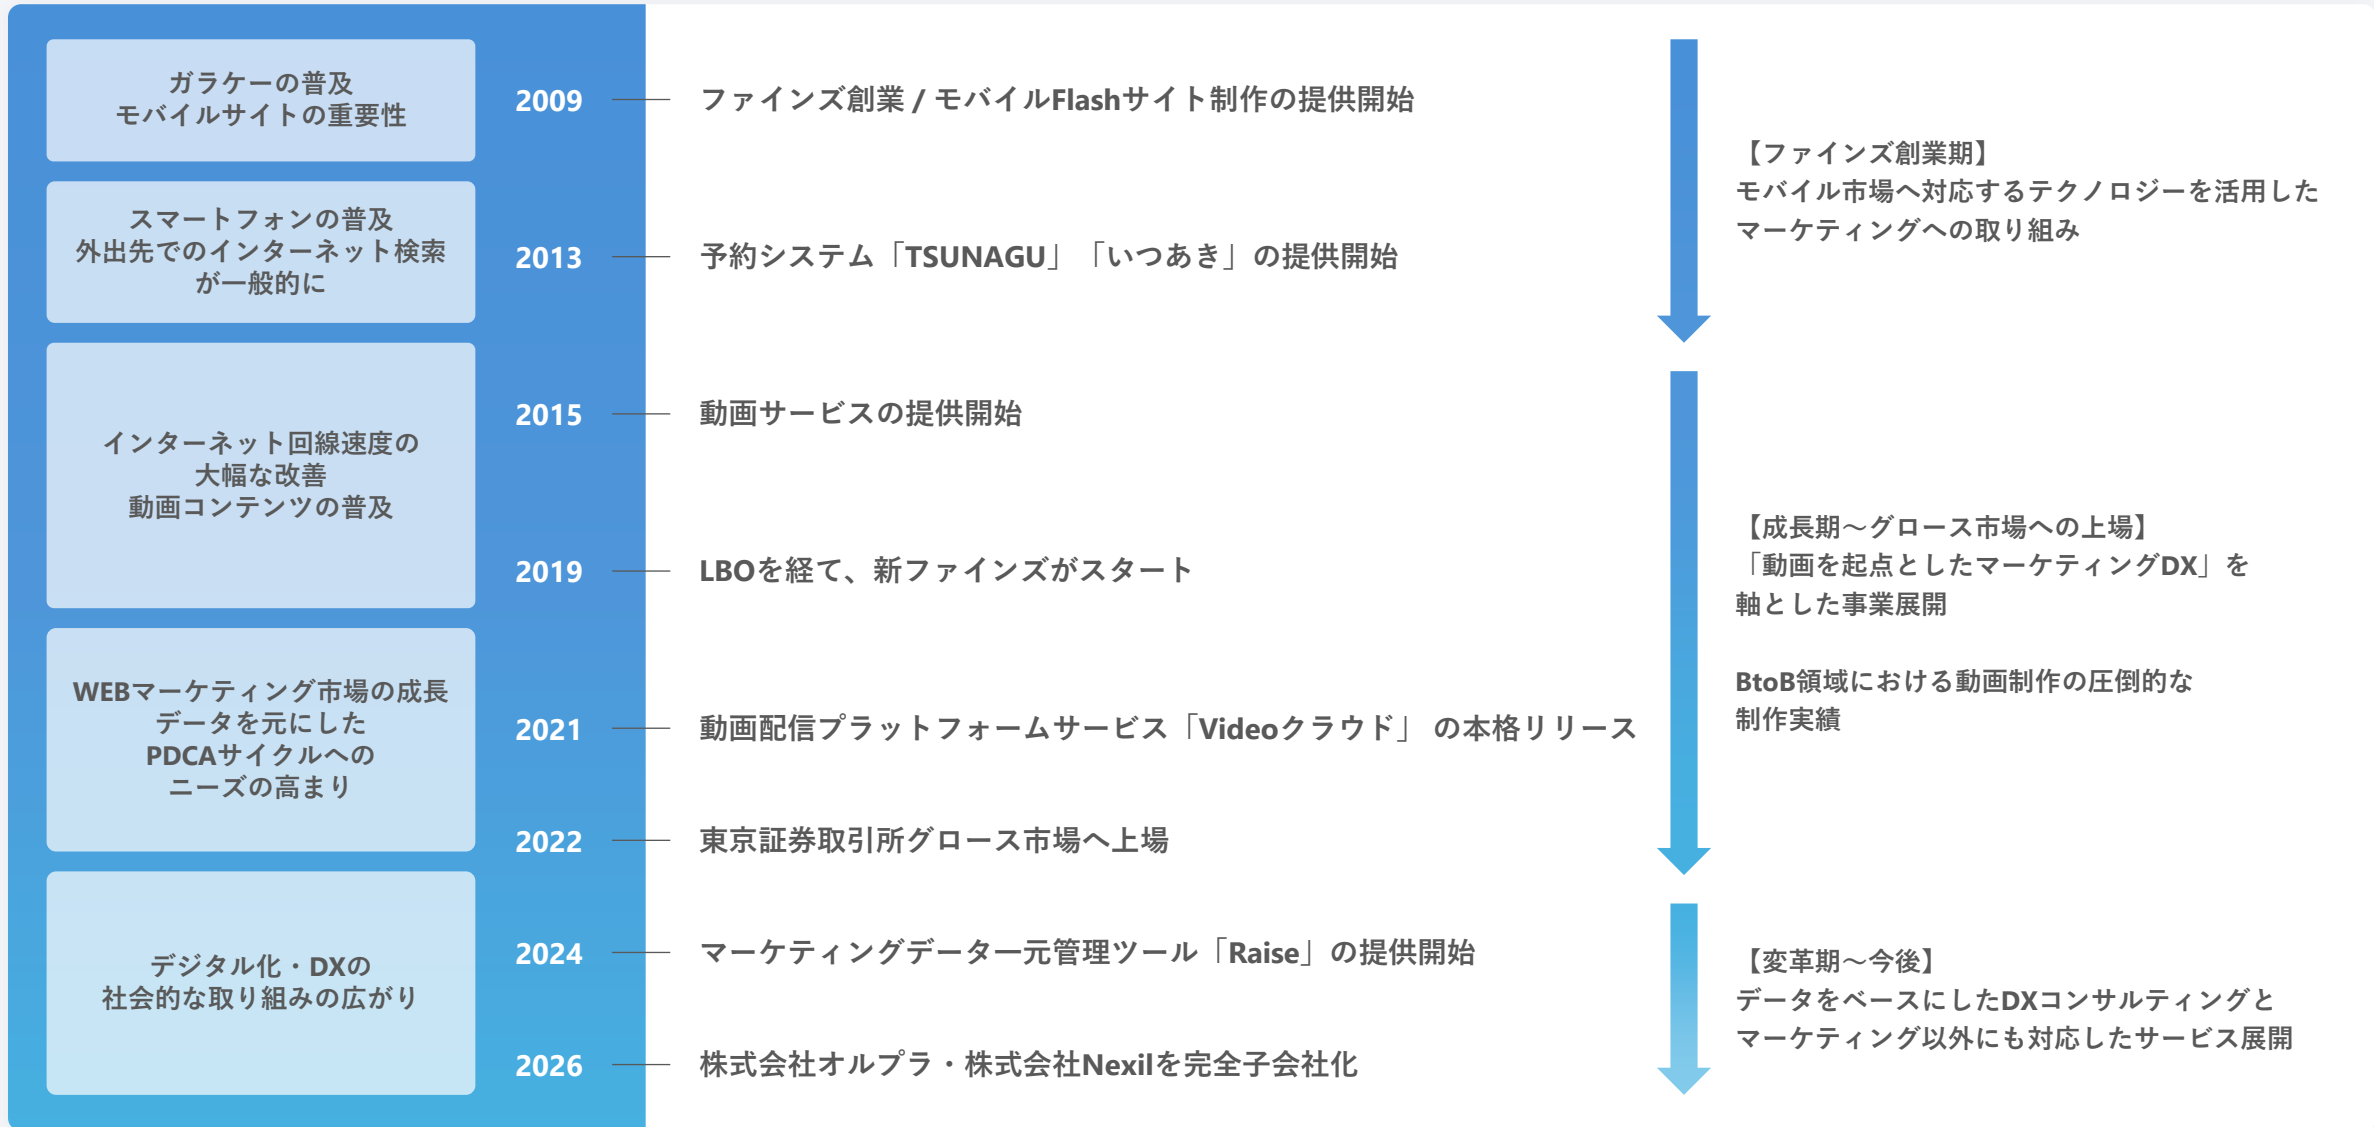 ガラケーの普及
モバイルサイトの重要性
2009
ファインズ創業 / モバイルFlashサイト制作の提供開始
スマートフォンの普及
外出先でのインターネット検索
が一般的に
2013
予約システム「TSUNAGU」「いつあき」の提供開始
【ファインズ創業期】
モバイル市場へ対応するテクノロジーを活用した
マーケティングへの取り組み
インターネット回線速度の
大幅な改善
動画コンテンツの普及
2015
動画サービスの提供開始
2019
LBOを経て、新ファインズがスタート
WEBマーケティング市場の成長
データを元にした
PDCAサイクルへの
ニーズの高まり
2021
動画配信プラットフォームサービス「Videoクラウド」 の本格リリース
2022
東京証券取引所グロース市場へ上場
【成長期～グロース市場への上場】
「動画を起点としたマーケティングDX」を
軸とした事業展開
BtoB領域における動画制作の圧倒的な
制作実績
デジタル化・DXの
社会的な取り組みの広がり
2024
マーケティングデータ一元管理ツール「Raise」の提供開始
2026
株式会社オルプラ・株式会社Nexilを完全子会社化
【変革期～今後】
データをベースにしたDXコンサルティングと
マーケティング以外にも対応したサービス展開